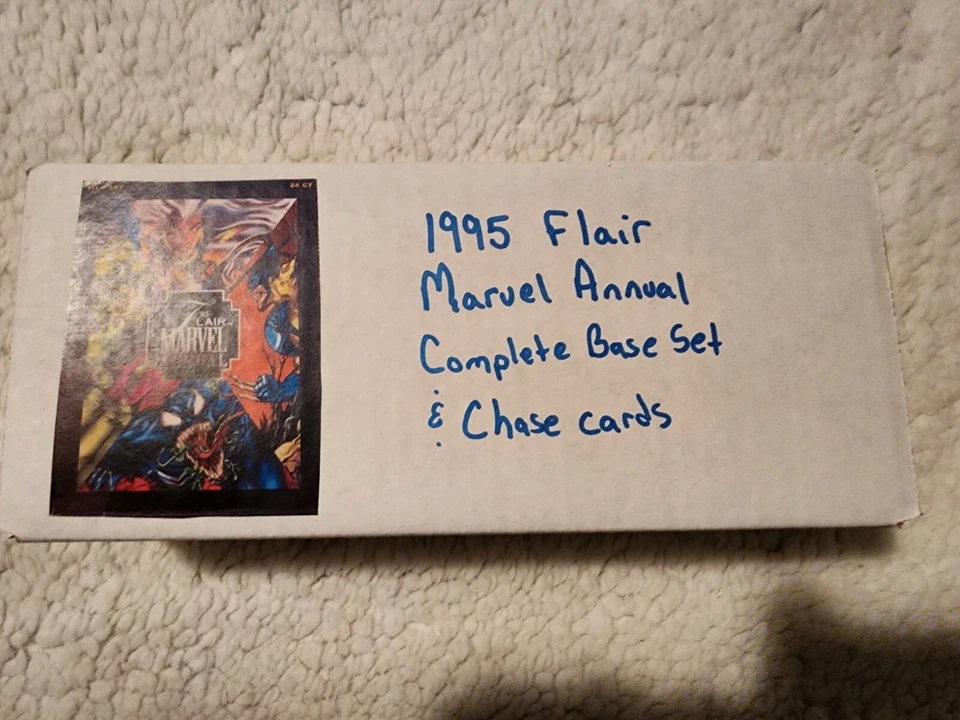 24 CT
FLAIR
MARVEL
1995 Flair
Marvel Annual
Complete Base Set
& Chase cards